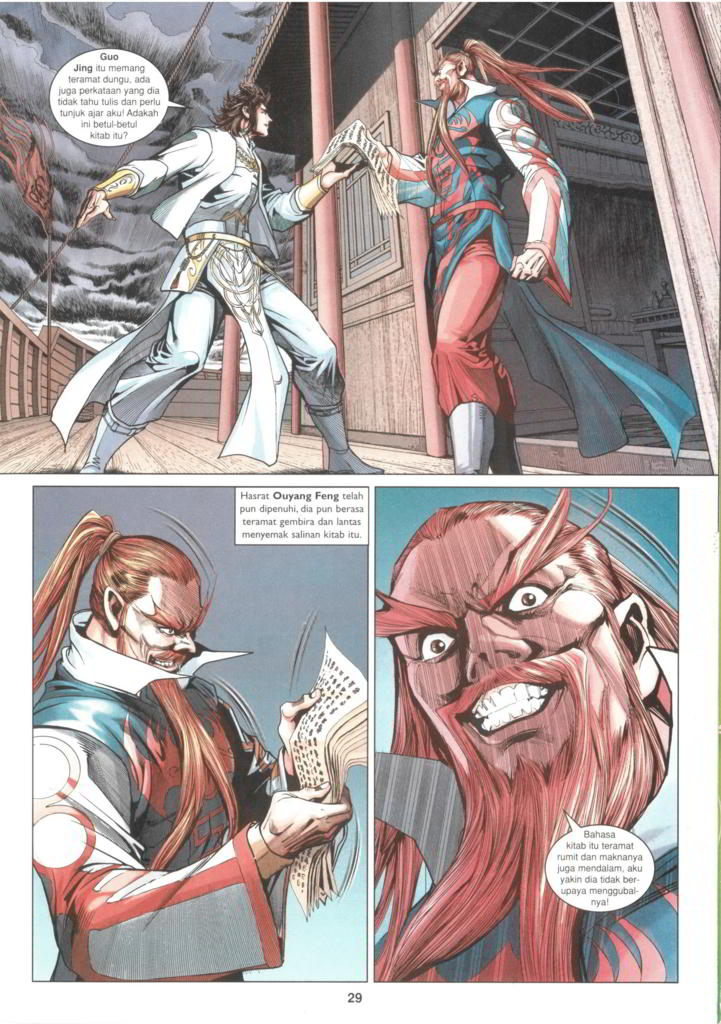 Guo
Jing itu memang
teramat dungu, ada
juga perkataan yang dia
tidak tahu tulis dan perlu
tunjuk ajar aku! Adakah
ini betul-betul
kitab itu?
Hasrat Ouyang Feng telah
pun dipenuhi, dia pun berasa
teramat gembira dan lantas
menyemak salinan kitab itu.
Bahasa
kitab itu teramat
rumit dan maknanya
juga mendalam, aku
yakin dia tidak ber-
upaya menggubal-
nya!
29